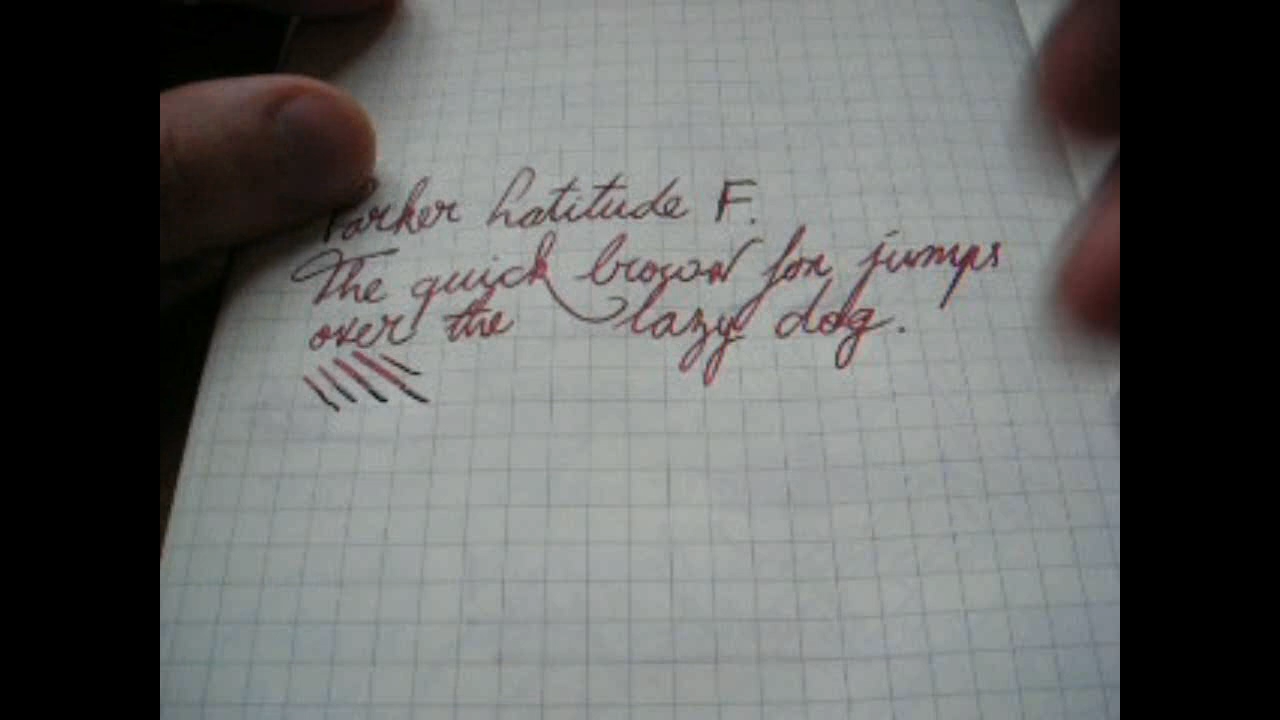 Parker Latitude F.
The quick brown fox jumps
over the lazy dog.